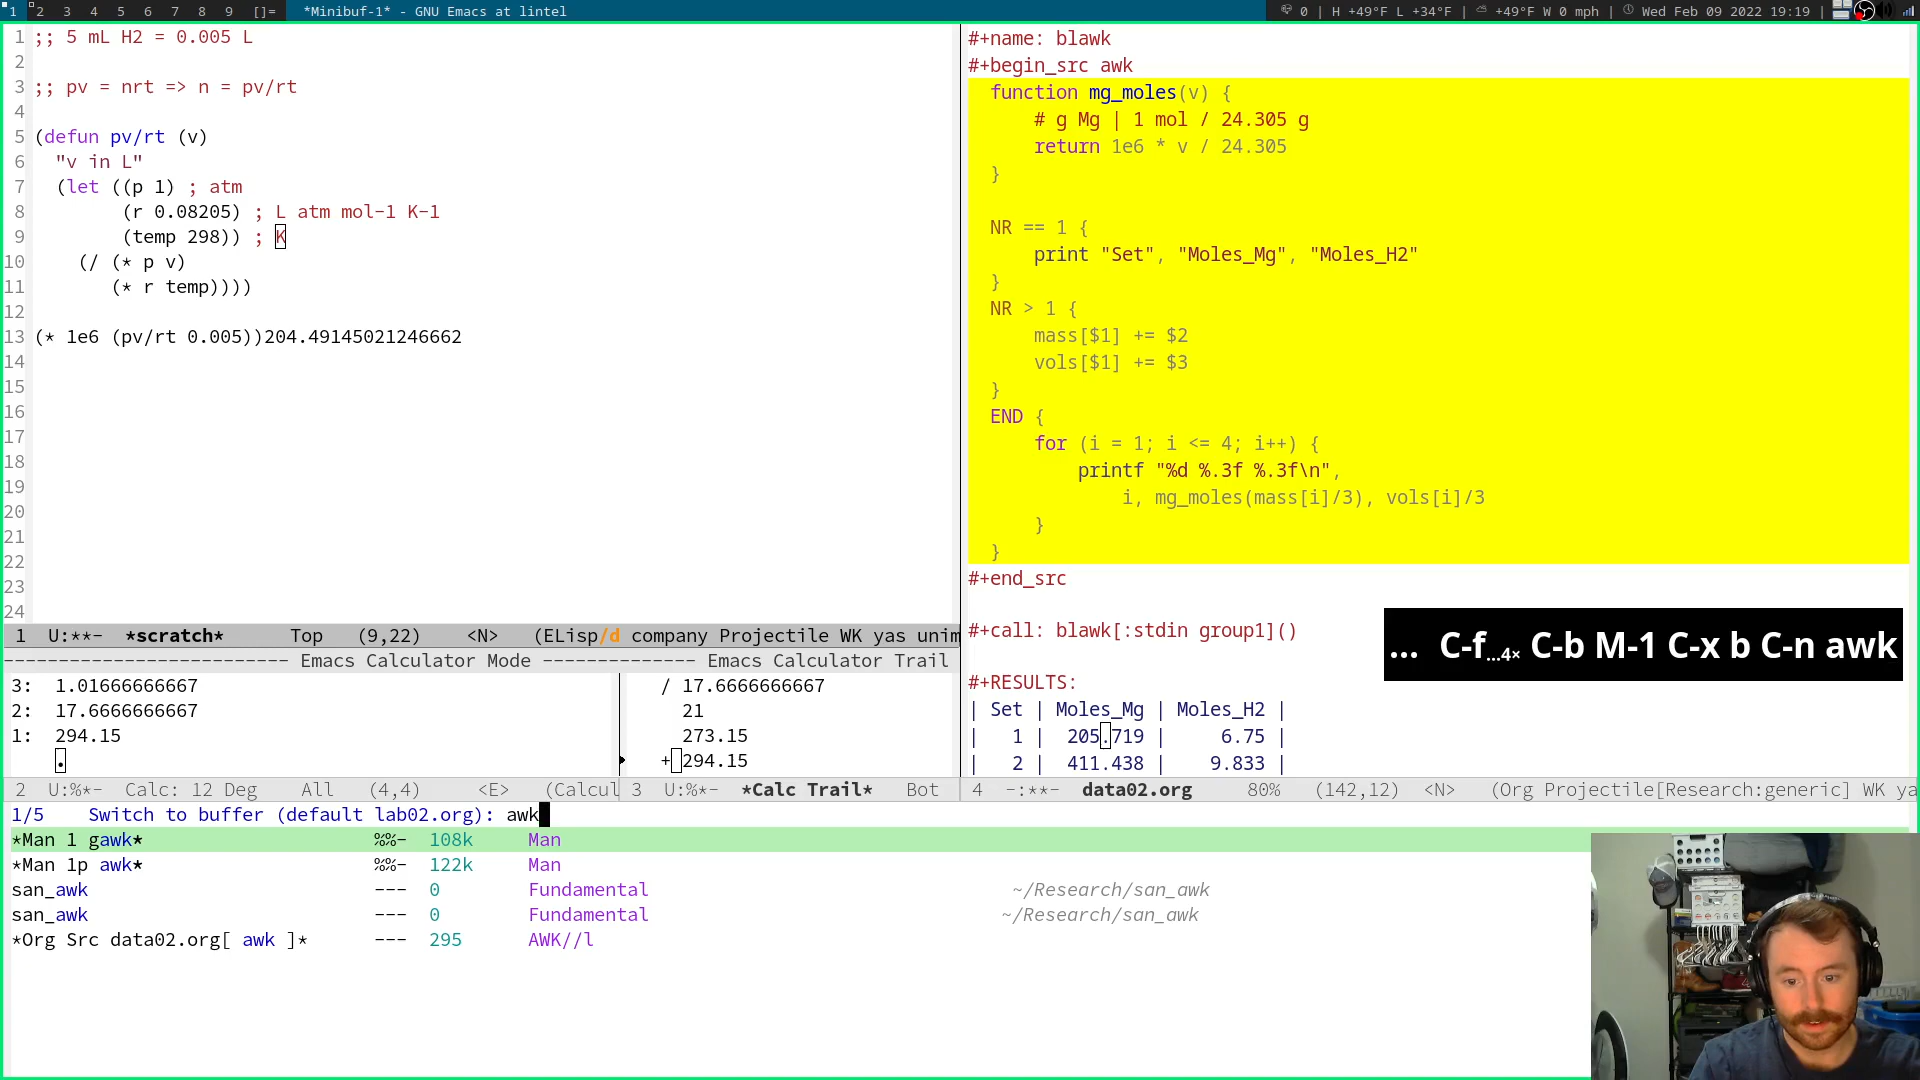 1 2 3 4 5 6 7 8 9 []= *Minibuf-1* - GNU Emacs at lintel
0 | H +49°F L +34°F | +49°F W 0 mph | Wed Feb 09 2022 19:19 |
1 ;; 5 mL H2 = 0.005 L
2
3 ;; pv = nrt => n = pv/rt
4
5 (defun pv/rt (v)
6 "v in L"
7 (let ((p 1) ; atm
8 (r 0.08205) ; L atm mol-1 K-1
9 (temp 298)) ; K
10 (/ (* p v)
11 (* r temp))))
12
13 (* 1e6 (pv/rt 0.005))204.49145021246662
14
15
16
17
18
19
20
21
22
23
24
1 U:**- *scratch* Top (9,22) <N> (ELisp/d company Projectile WK yas unim
------------------------- Emacs Calculator Mode -------------- Emacs Calculator Trail
3: 1.01666666667
2: 17.6666666667
1: 294.15
.
/ 17.6666666667
21
273.15
+ 294.15
2 U:%*- Calc: 12 Deg All (4,4) <E> (Calcul
3 U:%*- *Calc Trail* Bot
#+name: blawk
#+begin_src awk
function mg_moles(v) {
# g Mg | 1 mol / 24.305 g
return 1e6 * v / 24.305
}
NR == 1 {
print "Set", "Moles_Mg", "Moles_H2"
}
NR > 1 {
mass[$1] += $2
vols[$1] += $3
}
END {
for (i = 1; i <= 4; i++) {
printf "%d %.3f %.3f\n",
i, mg_moles(mass[i]/3), vols[i]/3
}
}
#+end_src
#+call: blawk[:stdin group1]()
... C-f...4× C-b M-1 C-x b C-n awk
#+RESULTS:
| Set | Moles_Mg | Moles_H2 |
| 1 | 205.719 | 6.75 |
| 2 | 411.438 | 9.833 |
4 -:**- data02.org 80% (142,12) <N> (Org Projectile[Research:generic] WK ya
1/5 Switch to buffer (default lab02.org): awk
*Man 1 gawk* %%- 108k Man
*Man 1p awk* %%- 122k Man
san_awk --- 0 Fundamental ~/Research/san_awk
san_awk --- 0 Fundamental ~/Research/san_awk
*Org Src data02.org[ awk ]* --- 295 AWK//l